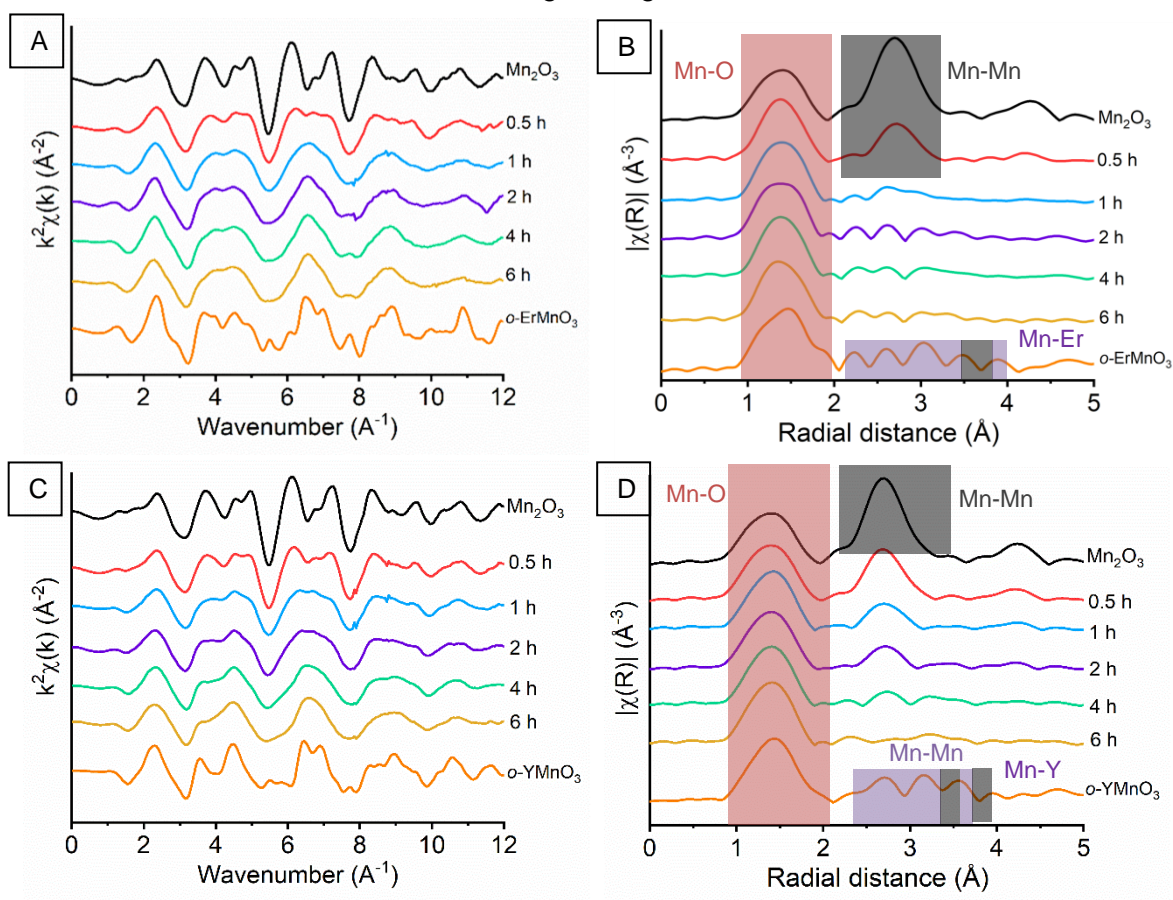 A
k²χ(k) (Å⁻²)
Mn₂O₃
0.5 h
1 h
2 h
4 h
6 h
o-ErMnO₃
0 2 4 6 8 10 12
Wavenumber (A⁻¹)
B
Mn-O
Mn-Mn
|χ(R)| (Å⁻³)
Mn₂O₃
0.5 h
1 h
2 h
4 h
6 h
Mn-Er
o-ErMnO₃
0 1 2 3 4 5
Radial distance (Å)
C
k²χ(k) (Å⁻²)
Mn₂O₃
0.5 h
1 h
2 h
4 h
6 h
o-YMnO₃
0 2 4 6 8 10 12
Wavenumber (A⁻¹)
D
Mn-O
Mn-Mn
|χ(R)| (Å⁻³)
Mn₂O₃
0.5 h
1 h
2 h
4 h
6 h
Mn-Mn
Mn-Y
o-YMnO₃
0 1 2 3 4 5
Radial distance (Å)